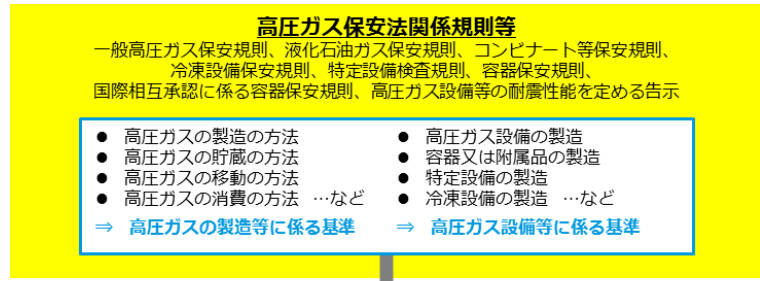 高圧ガス保安法関係規則等
一般高圧ガス保安規則、液化石油ガス保安規則、コンビナート等保安規則、
冷凍設備保安規則、特定設備検査規則、容器保安規則、
国際相互承認に係る容器保安規則、高圧ガス設備等の耐震性能を定める告示
● 高圧ガスの製造の方法
● 高圧ガスの貯蔵の方法
● 高圧ガスの移動の方法
● 高圧ガスの消費の方法 …など
⇒ 高圧ガスの製造等に係る基準
● 高圧ガス設備の製造
● 容器又は附属品の製造
● 特定設備の製造
● 冷凍設備の製造 …など
⇒ 高圧ガス設備等に係る基準